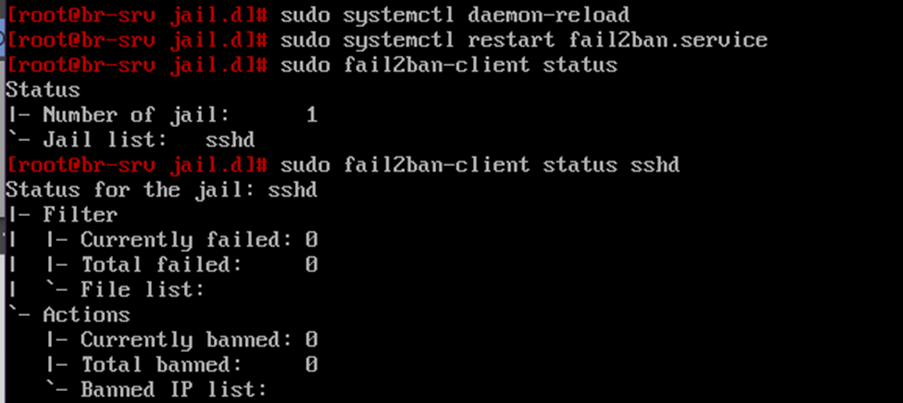 [root@br-srv jail.d]# sudo systemctl daemon-reload
[root@br-srv jail.d]# sudo systemctl restart fail2ban.service
[root@br-srv jail.d]# sudo fail2ban-client status
Status
|- Number of jail:      1
`- Jail list:   sshd
[root@br-srv jail.d]# sudo fail2ban-client status sshd
Status for the jail: sshd
|- Filter
|  |- Currently failed: 0
|  |- Total failed:     0
|  `- File list:
`- Actions
   |- Currently banned: 0
   |- Total banned:     0
   `- Banned IP list: